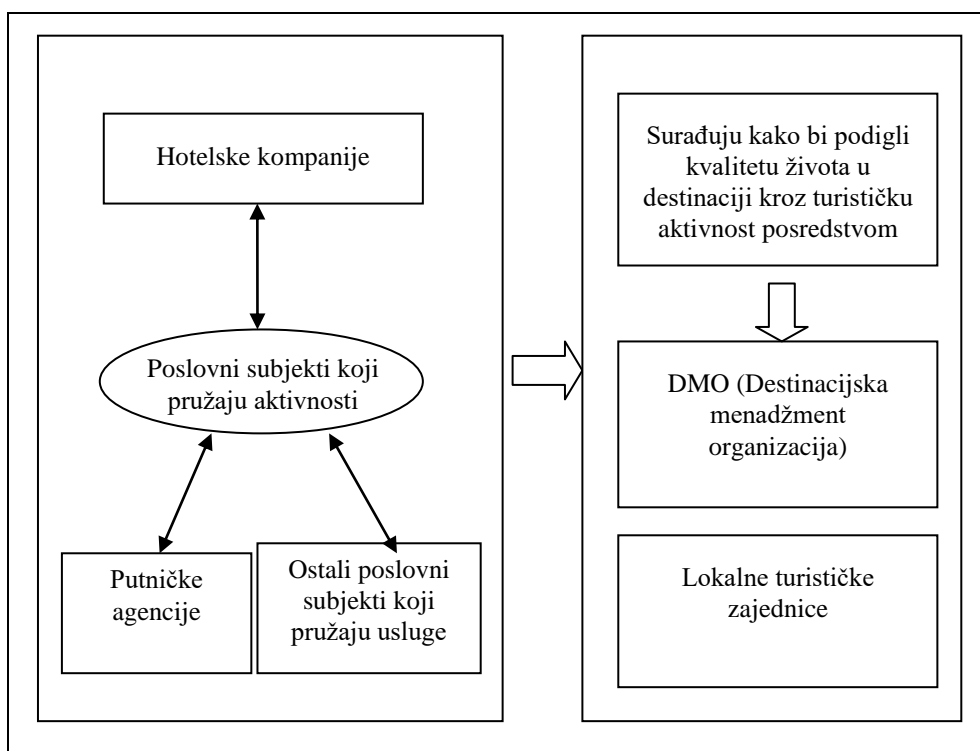 Hotelske kompanije
Poslovni subjekti koji
pružaju aktivnosti
Putničke
agencije
Ostali poslovni
subjekti koji
pružaju usluge
Surađuju kako bi podigli
kvalitetu života u
destinaciji kroz turističku
aktivnost posredstvom
DMO (Destinacijska
menadžment
organizacija)
Lokalne turističke
zajednice